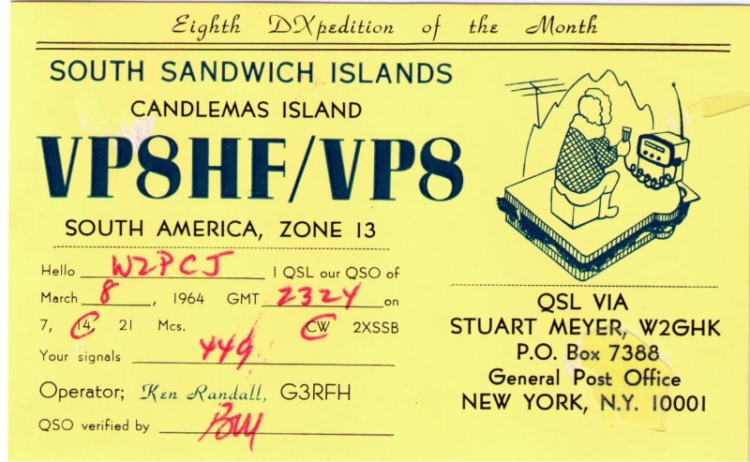 Eighth DXpedition of the Month
SOUTH SANDWICH ISLANDS
CANDLEMAS ISLAND
VP8HF/VP8
SOUTH AMERICA, ZONE 13
Hello W2PCJ I QSL our QSO of
March 8, 1964 GMT 2324 on
7, 14, 21 Mcs. CW 2XSSB
Your signals 449
Operator; Ken Randall, G3RFH
QSO verified by
QSL VIA
STUART MEYER, W2GHK
P.O. Box 7388
General Post Office
NEW YORK, N.Y. 10001